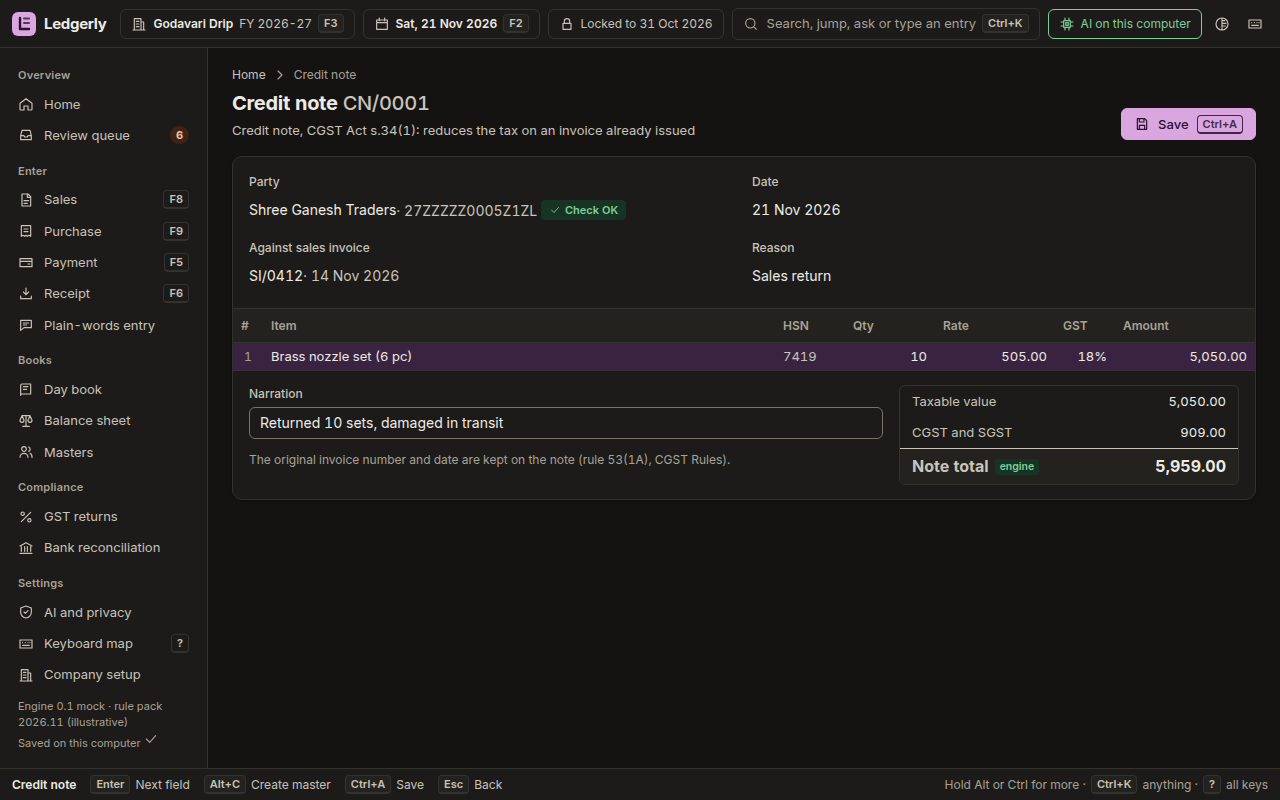 Ledgerly
Godavari Drip FY 2026-27 F3
Sat, 21 Nov 2026 F2
Locked to 31 Oct 2026
Search, jump, ask or type an entry Ctrl+K
AI on this computer
Overview
Home
Review queue 6
Enter
Sales F8
Purchase F9
Payment F5
Receipt F6
Plain-words entry
Books
Day book
Balance sheet
Masters
Compliance
GST returns
Bank reconciliation
Settings
AI and privacy
Keyboard map ?
Company setup
Engine 0.1 mock · rule pack
2026.11 (illustrative)
Saved on this computer
Home > Credit note
Credit note CN/0001
Credit note, CGST Act s.34(1): reduces the tax on an invoice already issued
Save Ctrl+A
Party
Shree Ganesh Traders · 27ZZZZZ0005Z1ZL Check OK
Date
21 Nov 2026
Against sales invoice
SI/0412 · 14 Nov 2026
Reason
Sales return
# Item HSN Qty Rate GST Amount
1 Brass nozzle set (6 pc) 7419 10 505.00 18% 5,050.00
Narration
Returned 10 sets, damaged in transit
The original invoice number and date are kept on the note (rule 53(1A), CGST Rules).
Taxable value 5,050.00
CGST and SGST 909.00
Note total engine 5,959.00
Credit note Enter Next field Alt+C Create master Ctrl+A Save Esc Back
Hold Alt or Ctrl for more · Ctrl+K anything · ? all keys